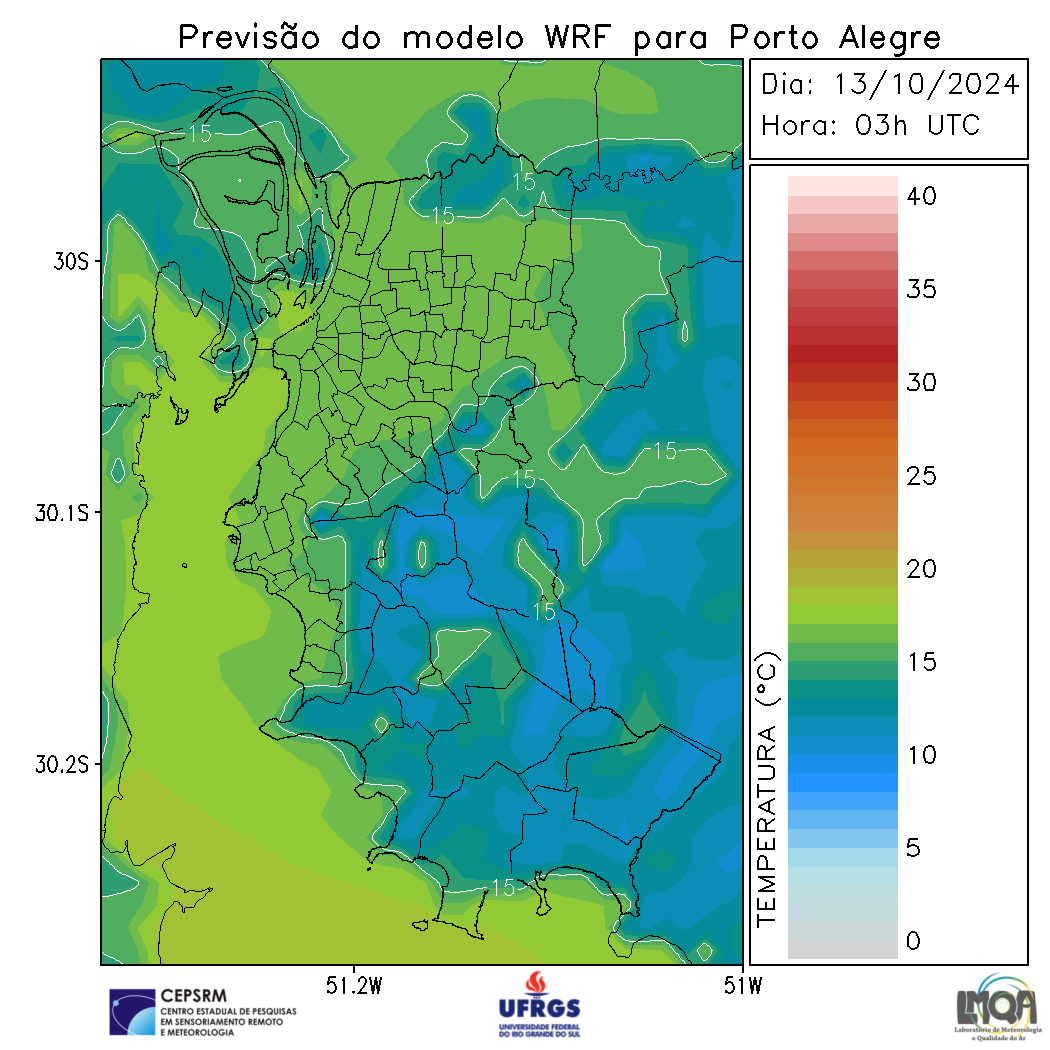 Previsão do modelo WRF para Porto Alegre
Dia: 13/10/2024
Hora: 03h UTC
15
15
15
15
15
15
15
30S
30.1S
30.2S
51.2W
51W
40
35
30
25
20
15
10
5
0
TEMPERATURA (°C)
CEPSRM
CENTRO ESTADUAL DE PESQUISAS
EM SENSORIAMENTO REMOTO
E METEOROLOGIA
UFRGS
UNIVERSIDADE FEDERAL
DO RIO GRANDE DO SUL
LMQA
Laboratório de Meteorologia
e Qualidade do Ar